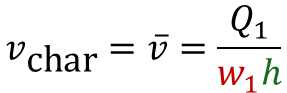 v_char = v̄ = Q₁ / (w₁h)